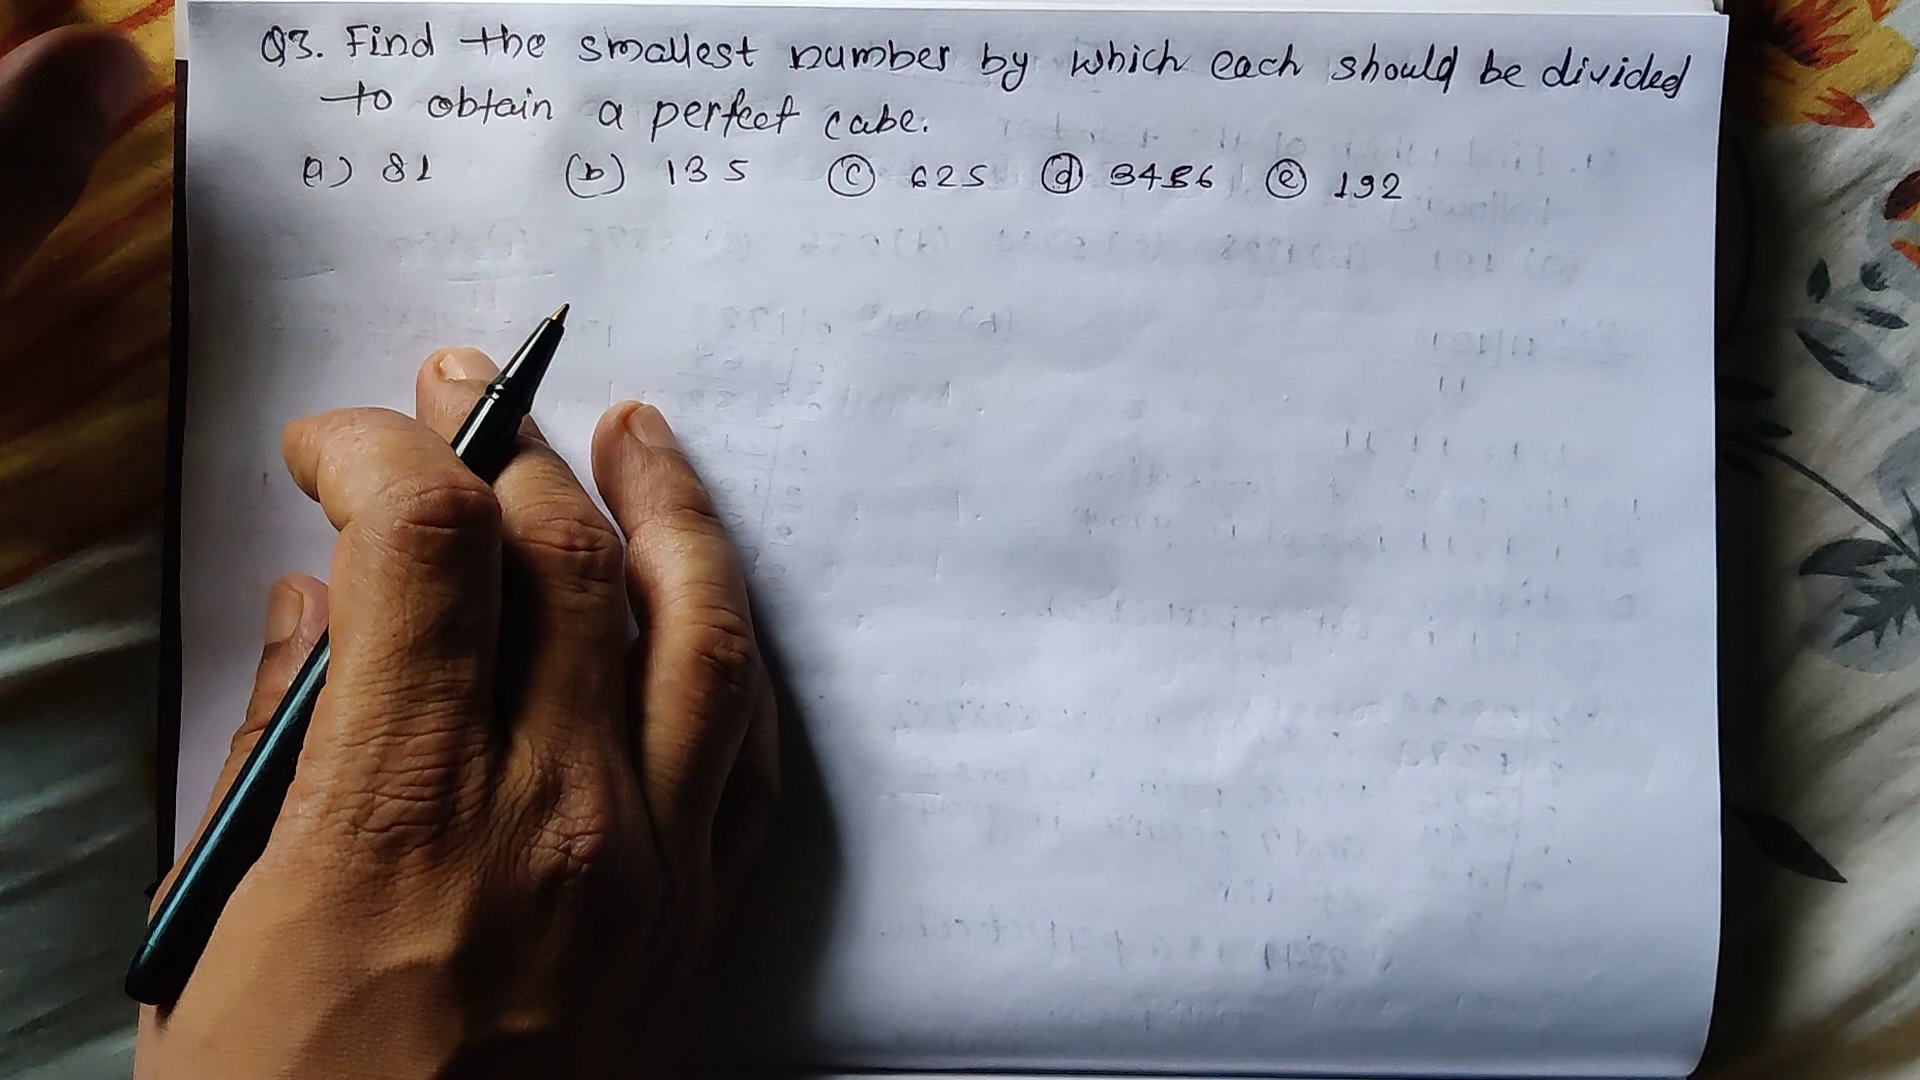 Q3. Find the smallest number by which each should be divided
to obtain a perfect cube.
a) 81 (b) 135 (c) 625 (d) 3456 (e) 192